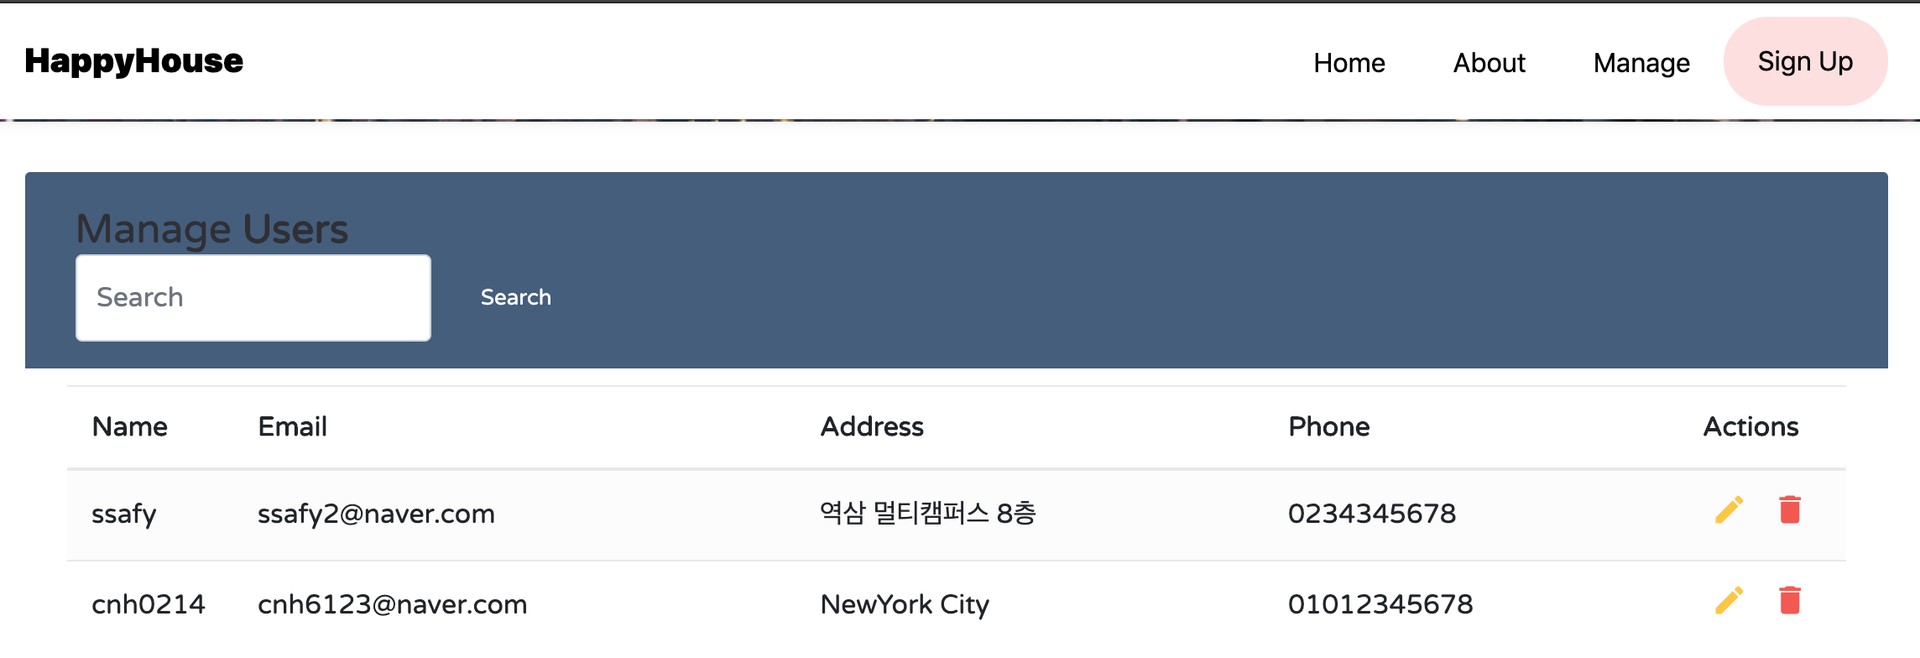 HappyHouse Home About Manage Sign Up
Manage Users
Search Search
Name Email Address Phone Actions
ssafy ssafy2@naver.com 역삼 멀티캠퍼스 8층 0234345678
cnh0214 cnh6123@naver.com NewYork City 01012345678